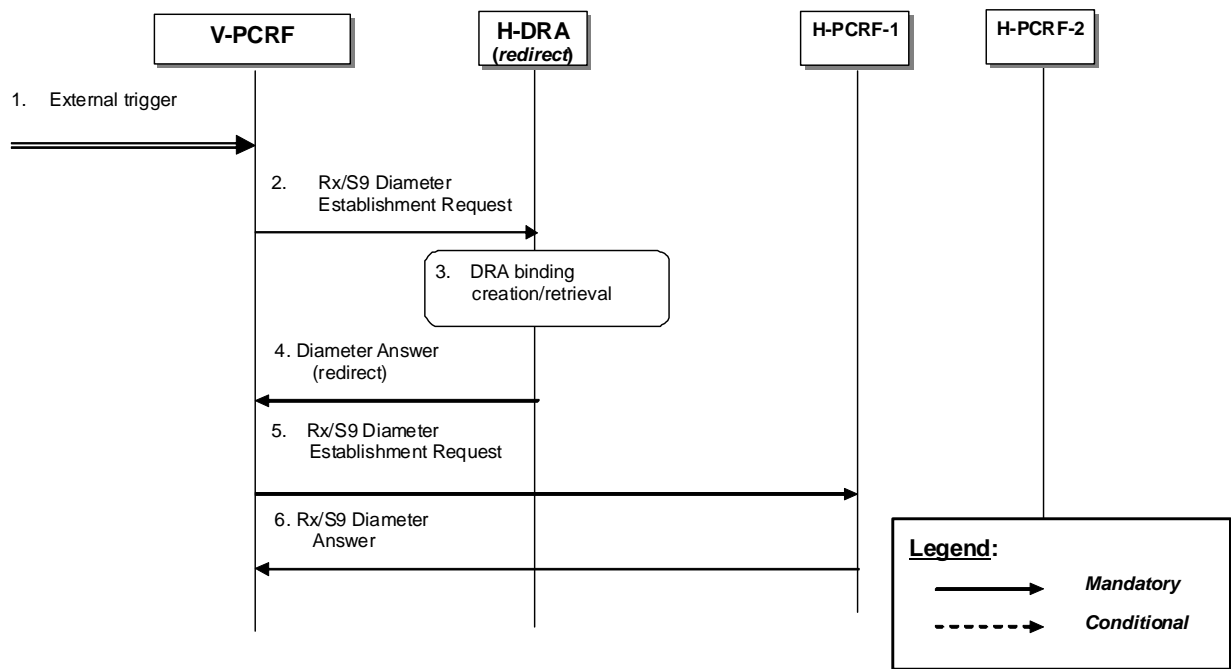 V-PCRF
H-DRA
(redirect)
H-PCRF-1
H-PCRF-2
1. External trigger
2. Rx/S9 Diameter
Establishment Request
3. DRA binding
creation/retrieval
4. Diameter Answer
(redirect)
5. Rx/S9 Diameter
Establishment Request
6. Rx/S9 Diameter
Answer
Legend:
Mandatory
Conditional